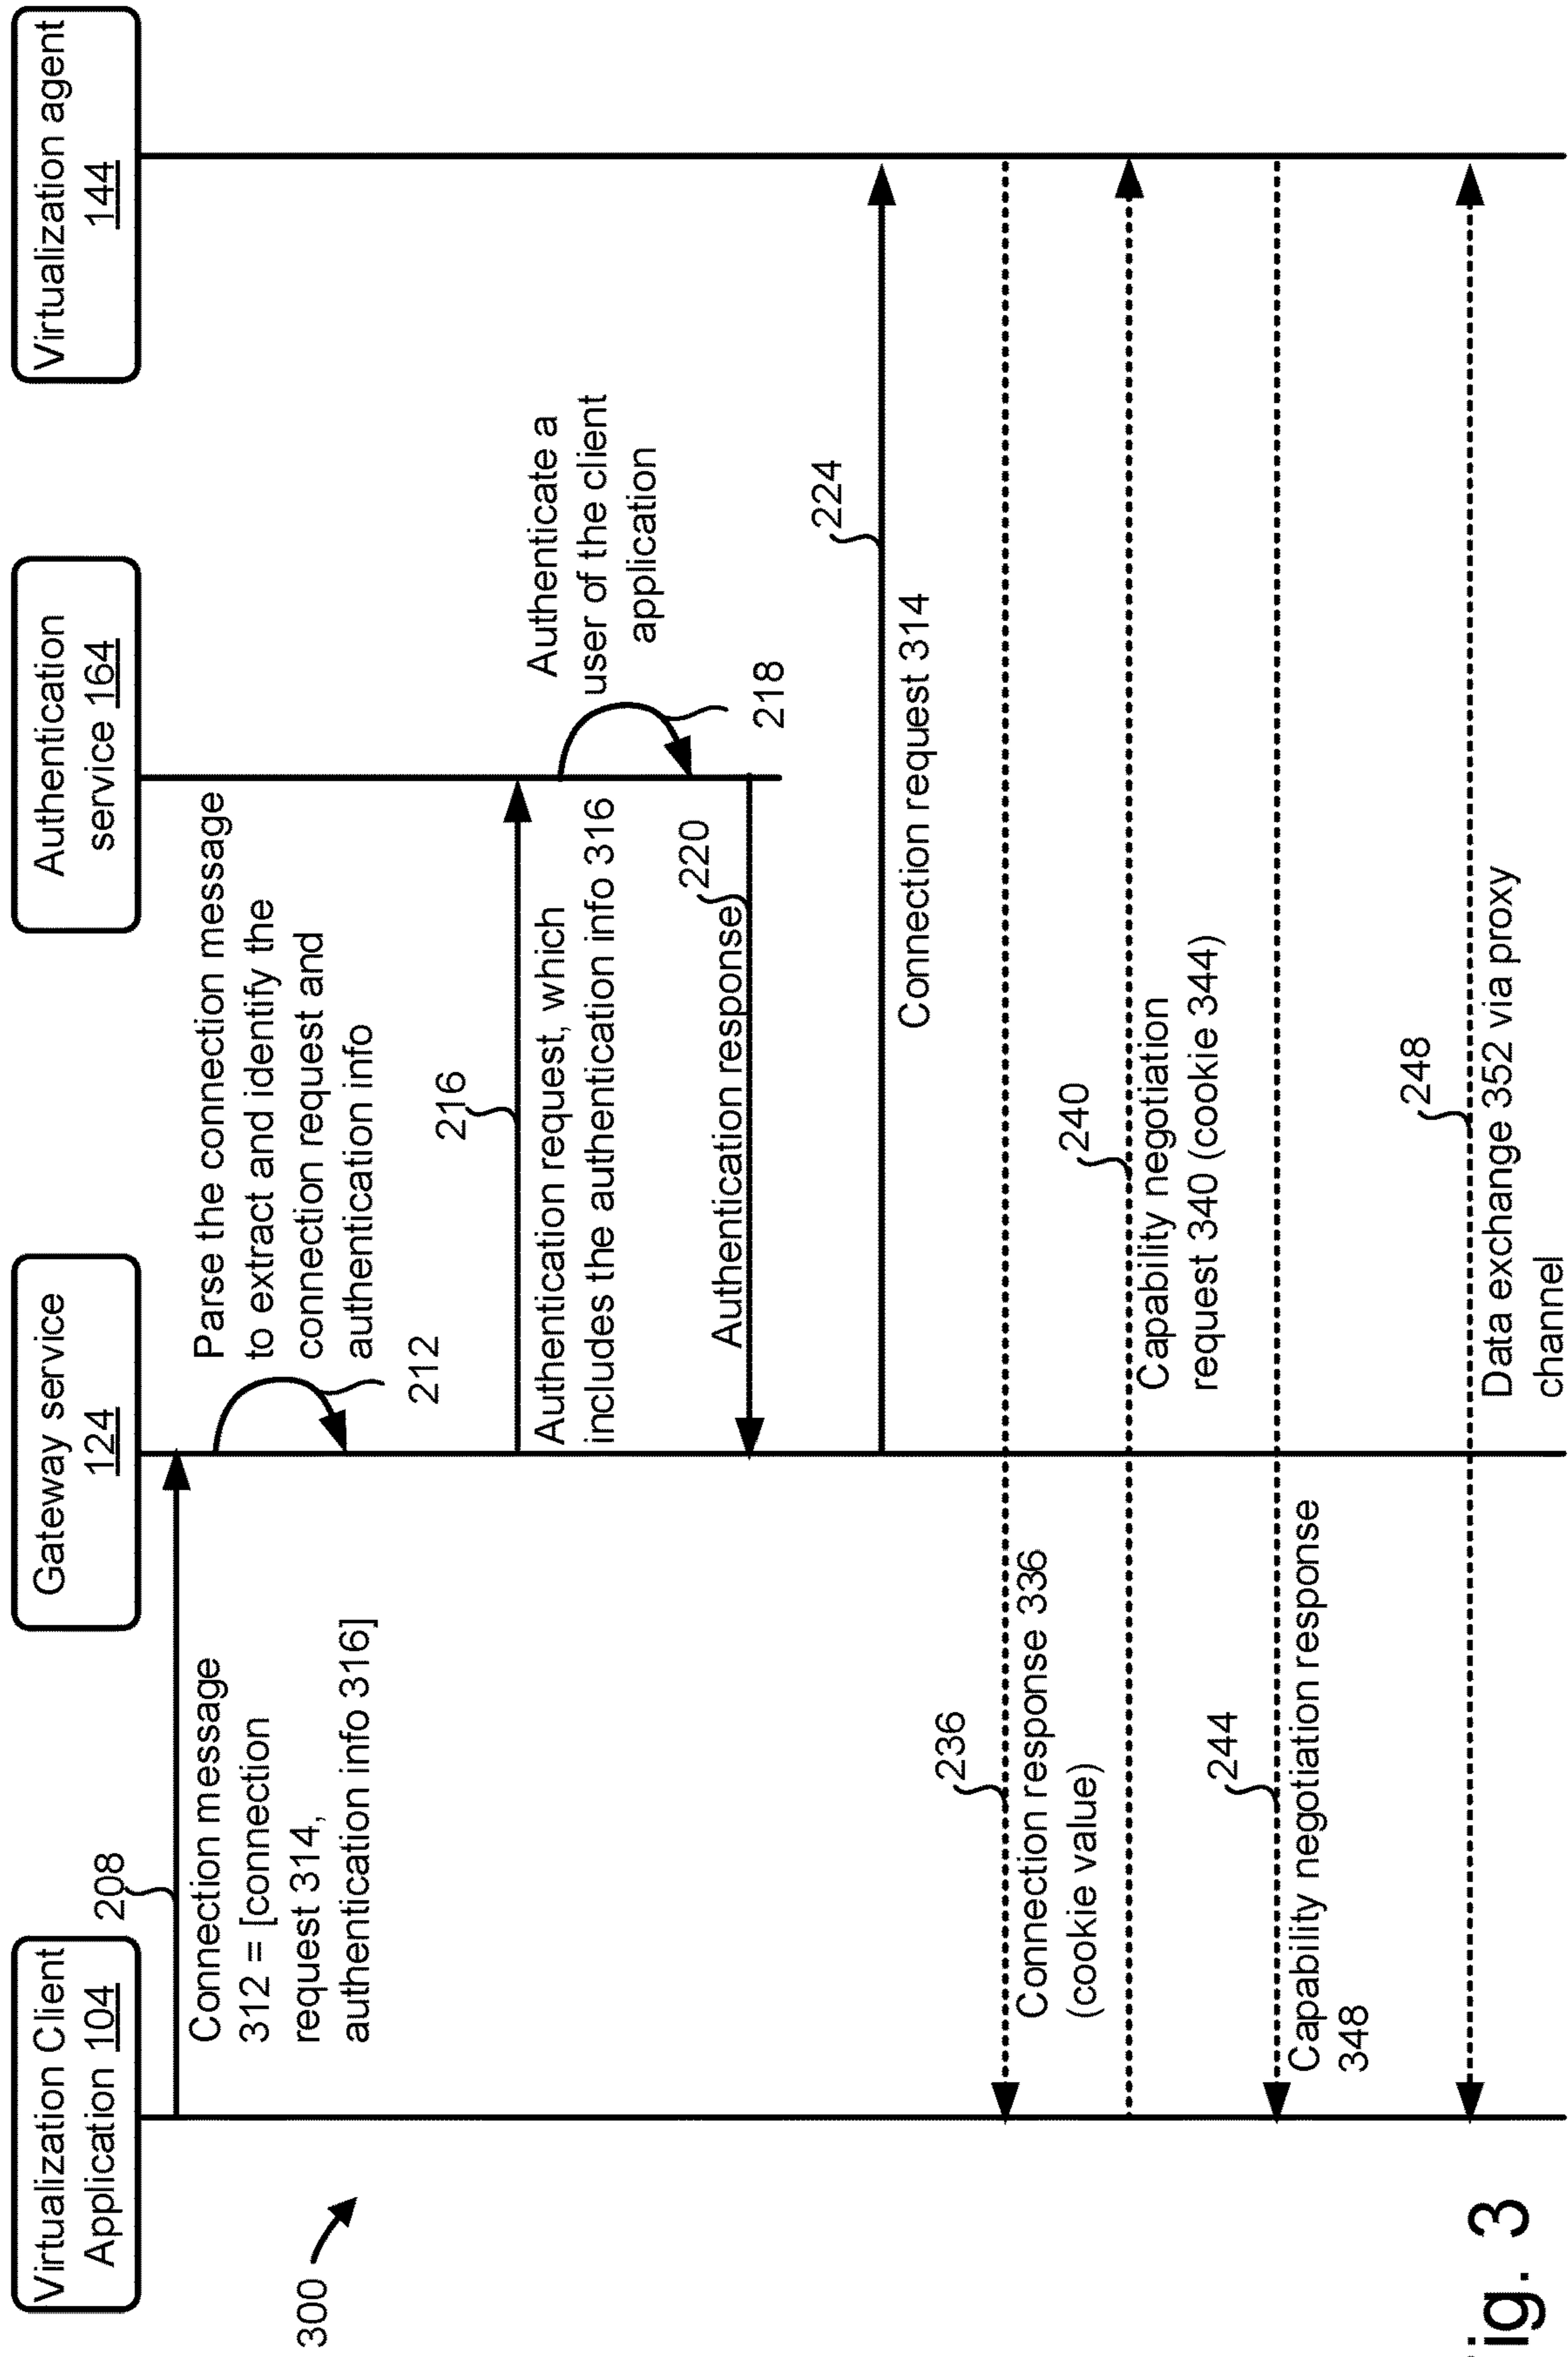 Virtualization Client
Application 104
Gateway service
124
Authentication
service 164
Virtualization agent
144
208
Connection message
312 = [connection
request 314,
authentication info 316]
Parse the connection message
to extract and identify the
connection request and
authentication info
212
216
Authentication request, which
includes the authentication info 316
Authenticate a
user of the client
application
218
220
Authentication response
224
Connection request 314
236
Connection response 336
(cookie value)
240
Capability negotiation
request 340 (cookie 344)
244
Capability negotiation response
348
248
Data exchange 352 via proxy
channel
300
ig. 3